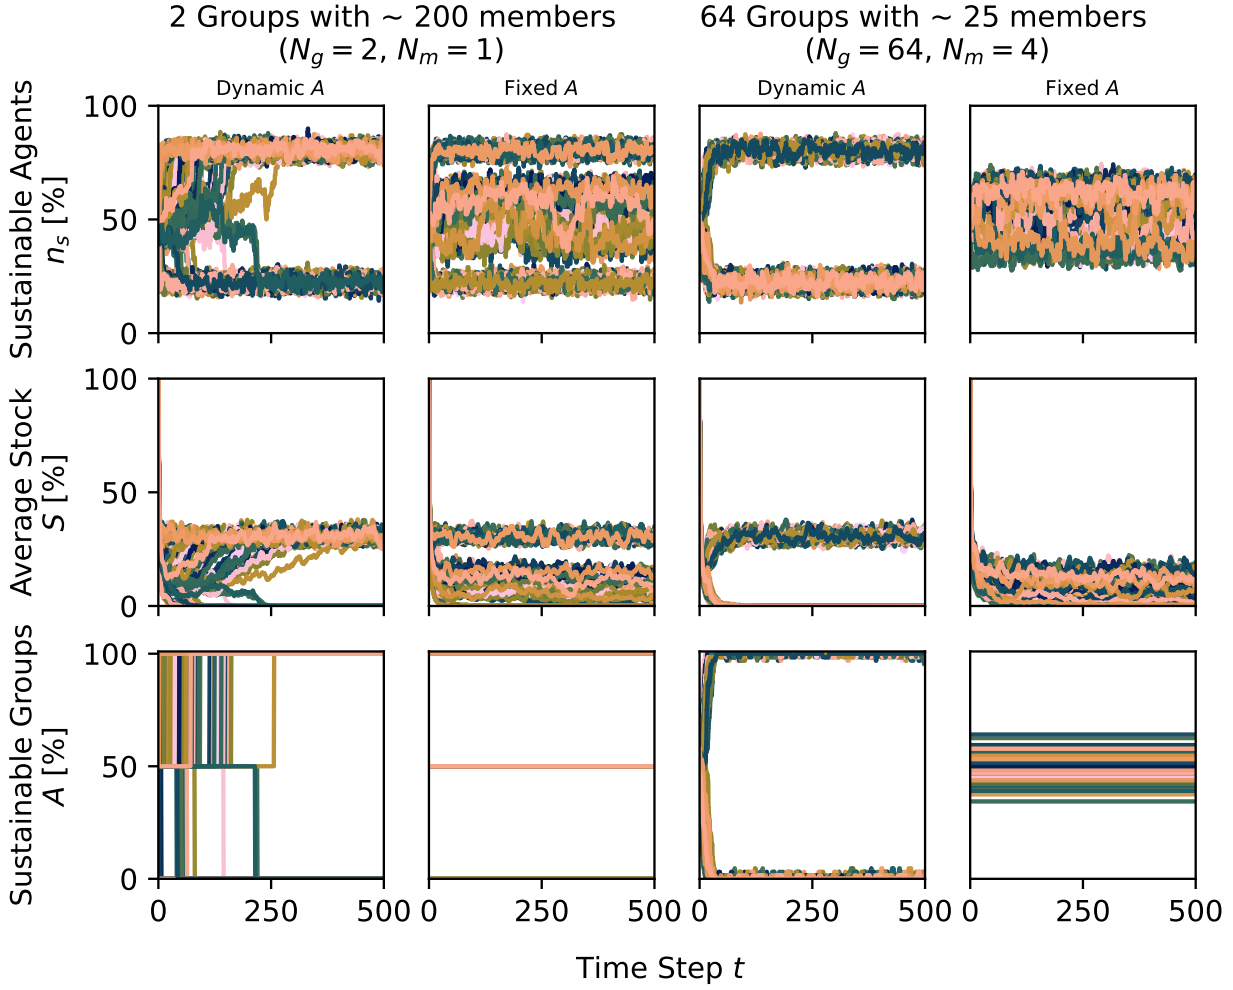 2 Groups with ~ 200 members
(N_g = 2, N_m = 1)
64 Groups with ~ 25 members
(N_g = 64, N_m = 4)
Dynamic A
Fixed A
Dynamic A
Fixed A
Sustainable Agents
n_s [%]
100
50
0
Average Stock
S [%]
100
50
0
Sustainable Groups
A [%]
100
50
0
0 250 500 0 250 500 0 250 500 0 250 500
Time Step t